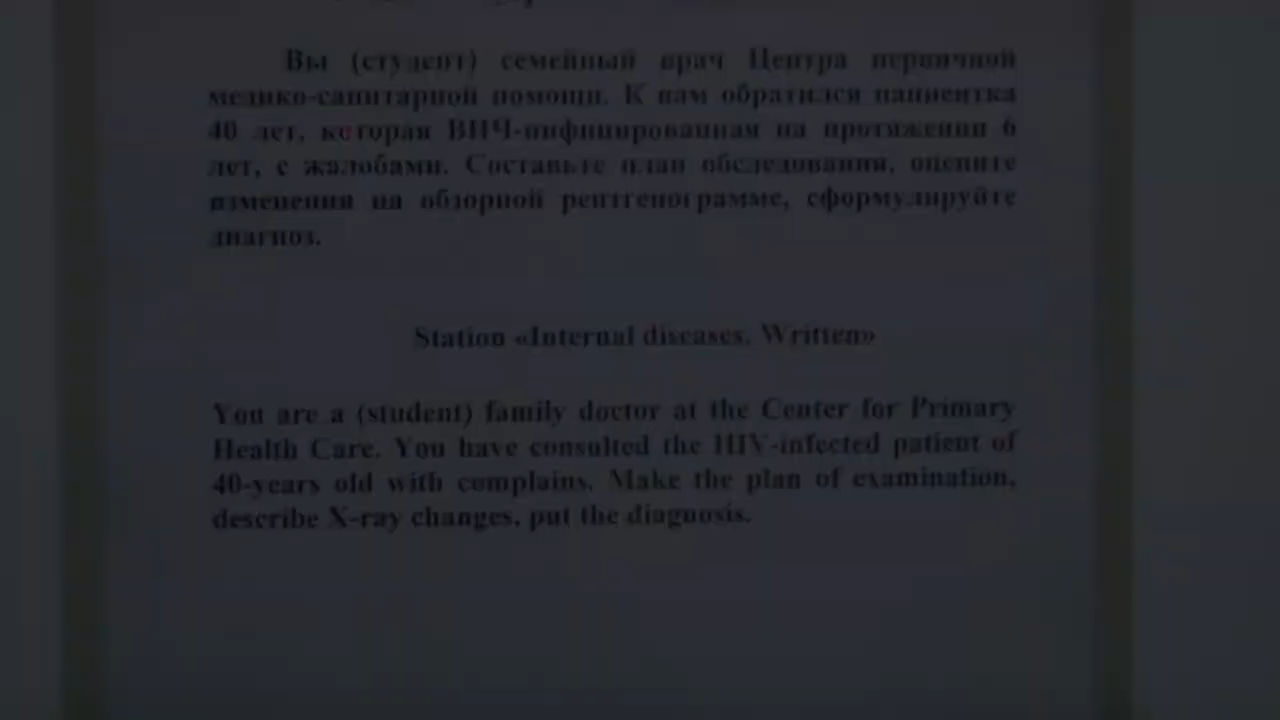 Вы (студент) семейный врач Центра первичной
медико-санитарной помощи. К вам обратился пациентка
40 лет, которая ВИЧ-инфицированная на протяжении 6
лет, с жалобами. Составьте план обследования, оцените
изменения на обзорной рентгенограмме, сформулируйте
диагноз.
Station «Internal diseases. Written»
You are a (student) family doctor at the Center for Primary
Health Care. You have consulted the HIV-infected patient of
40-years old with complains. Make the plan of examination,
describe X-ray changes, put the diagnosis.